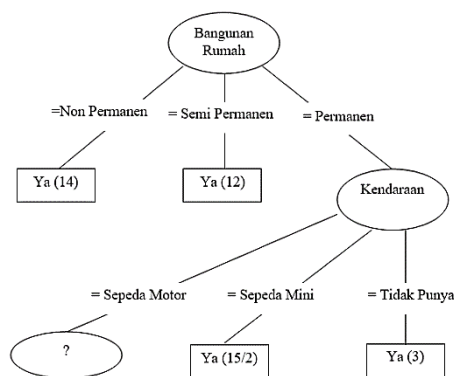 Bangunan
Rumah
=Non Permanen
= Semi Permanen
= Permanen
Ya (14)
Ya (12)
Kendaraan
= Sepeda Motor
= Sepeda Mini
= Tidak Punya
?
Ya (15/2)
Ya (3)